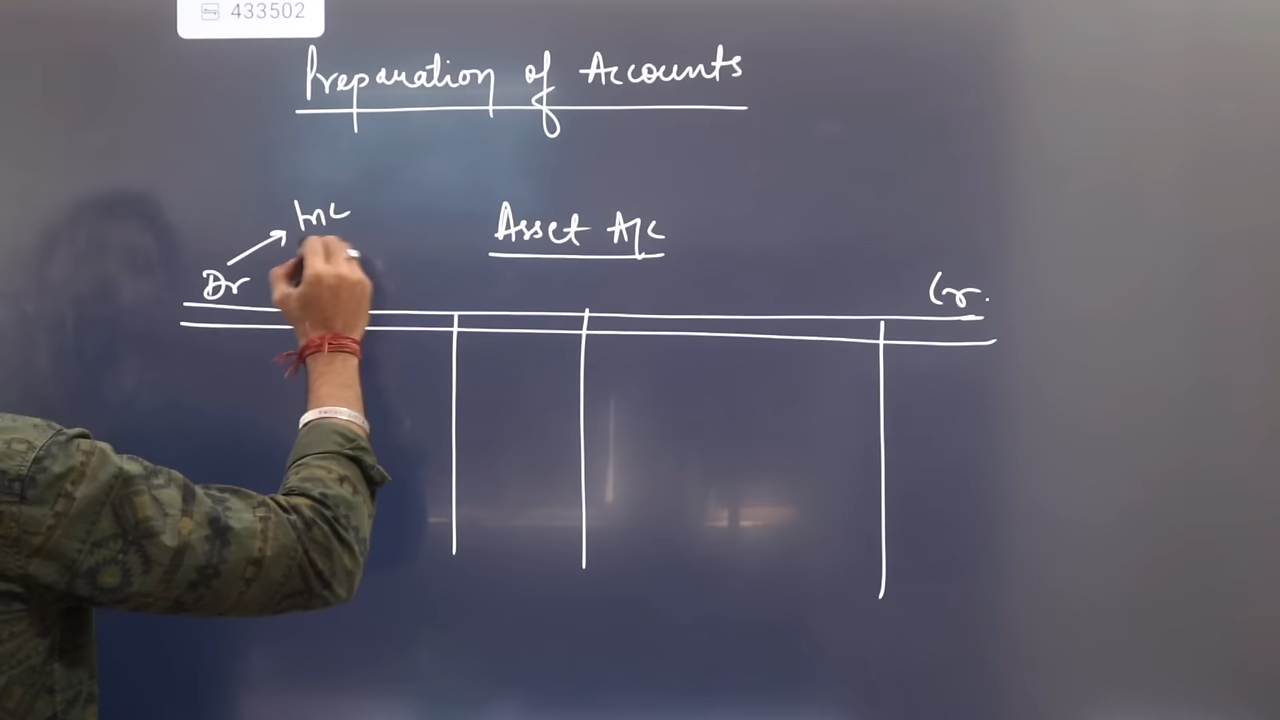 433502
Preparation of Accounts
Inc
Asset A/c
Dr
Cr.